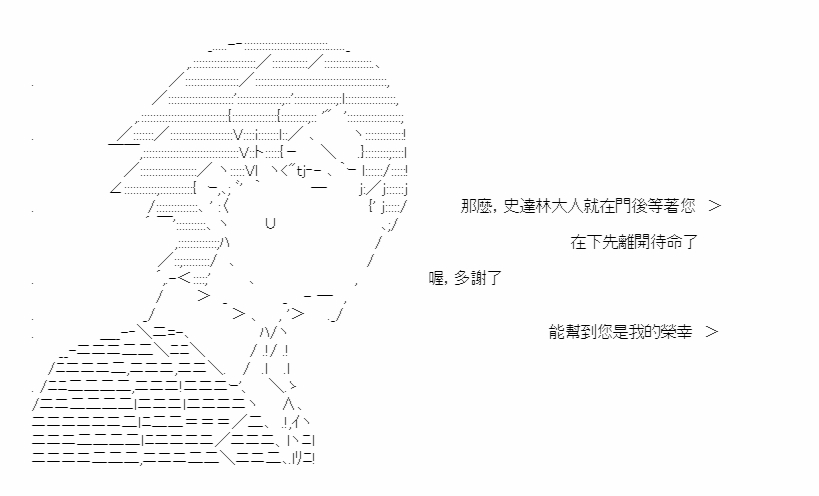 那麼，史達林大人就在門後等著您　＞
在下先離開待命了
喔，多謝了
能幫到您是我的榮幸　＞